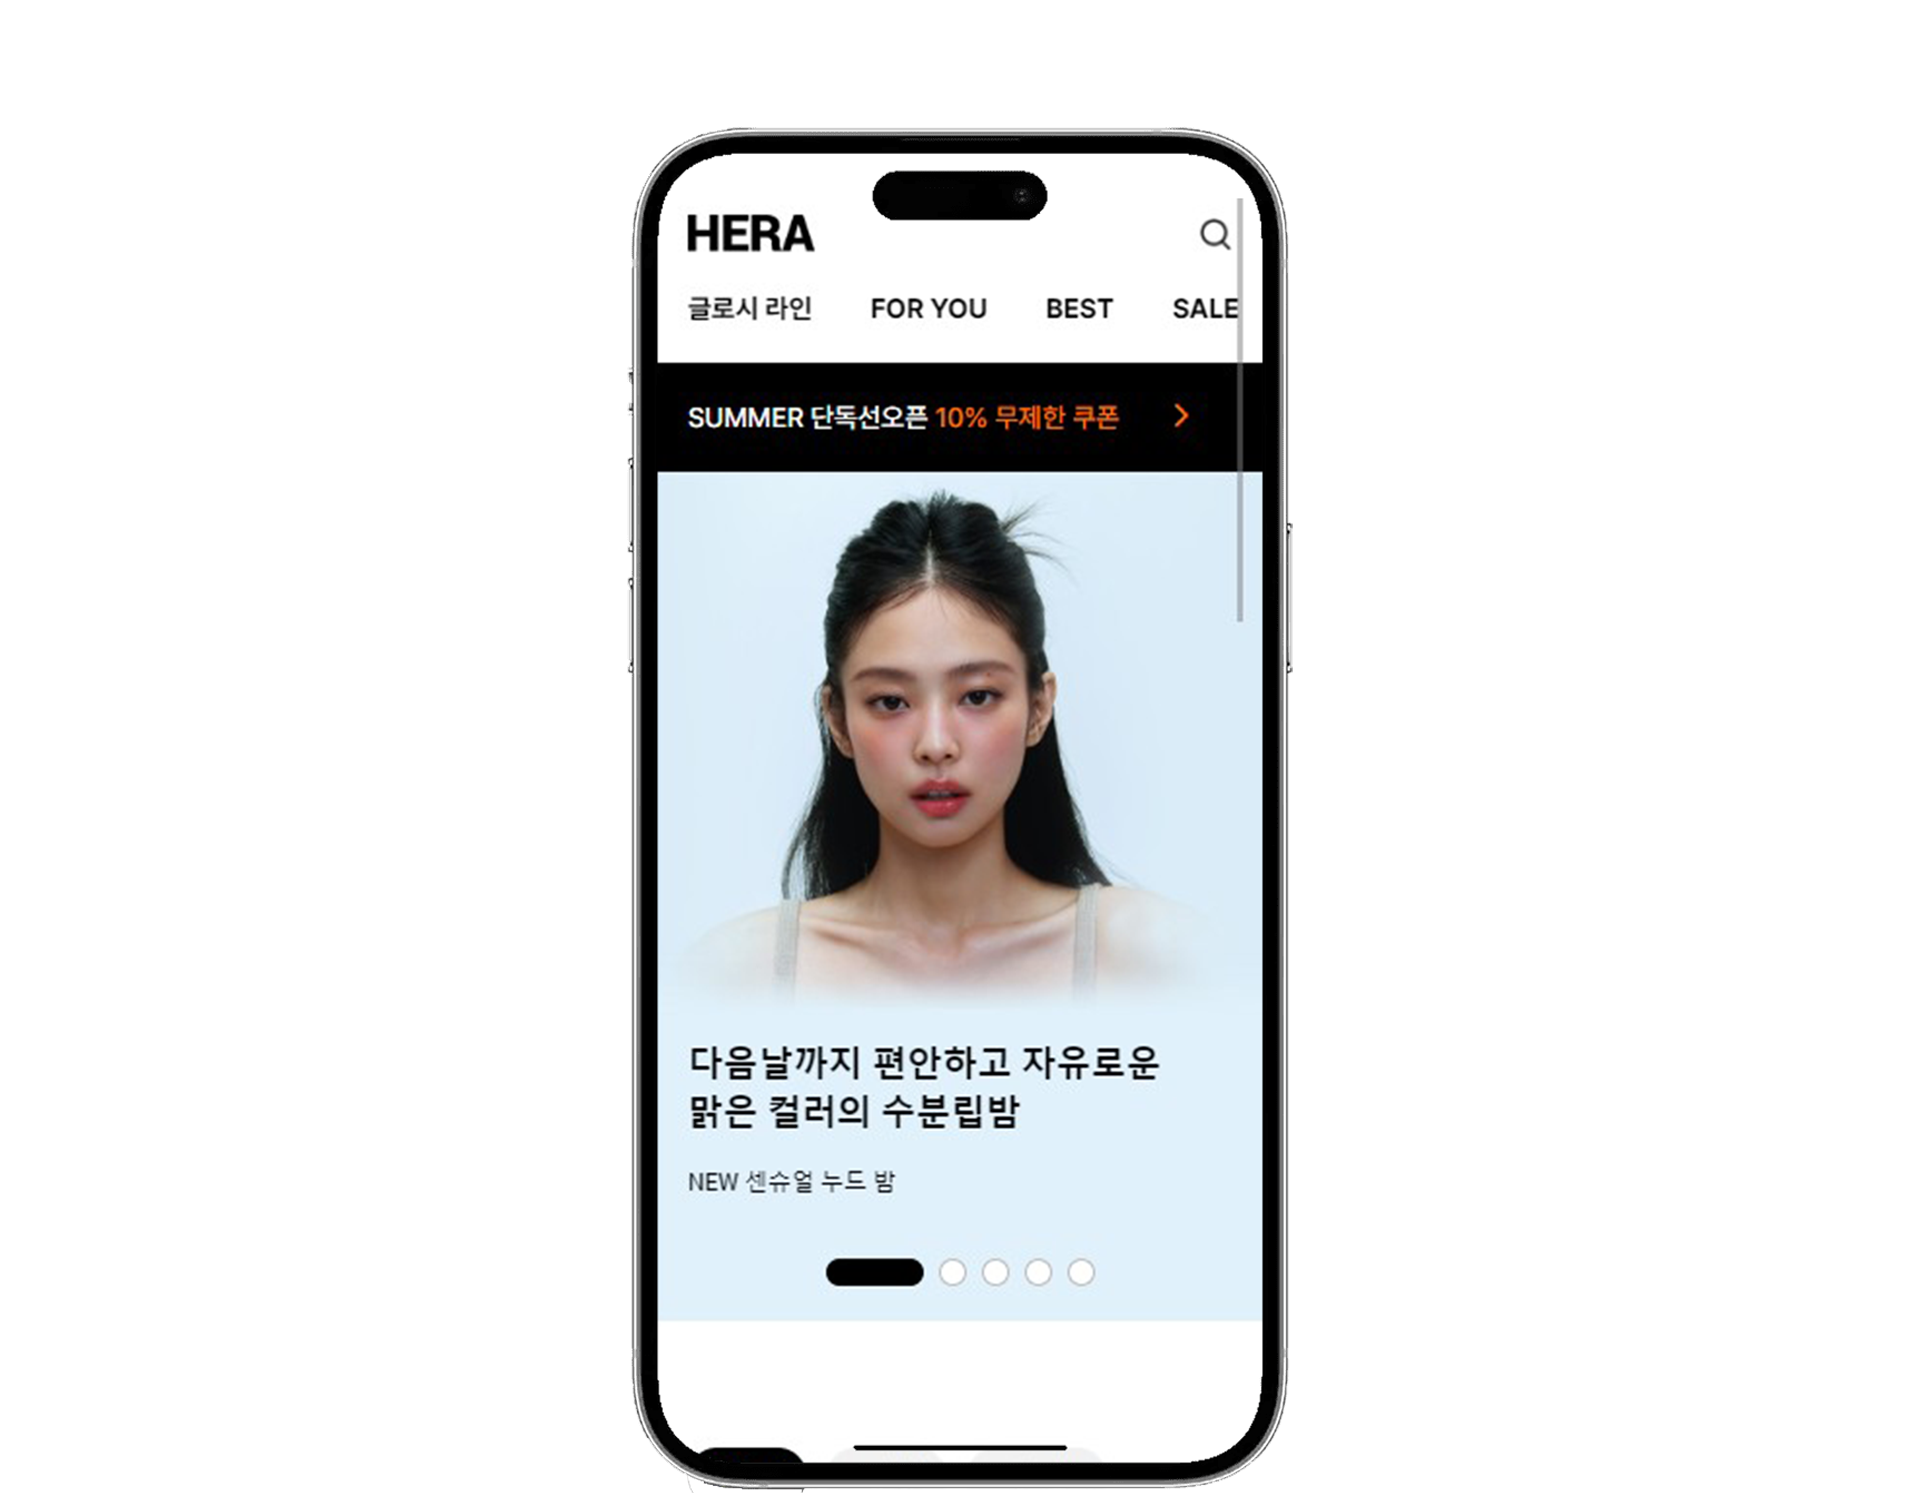 HERA
글로시 라인 FOR YOU BEST SALE
SUMMER 단독선오픈 10% 무제한 쿠폰
다음날까지 편안하고 자유로운
맑은 컬러의 수분립밤
NEW 센슈얼 누드 밤